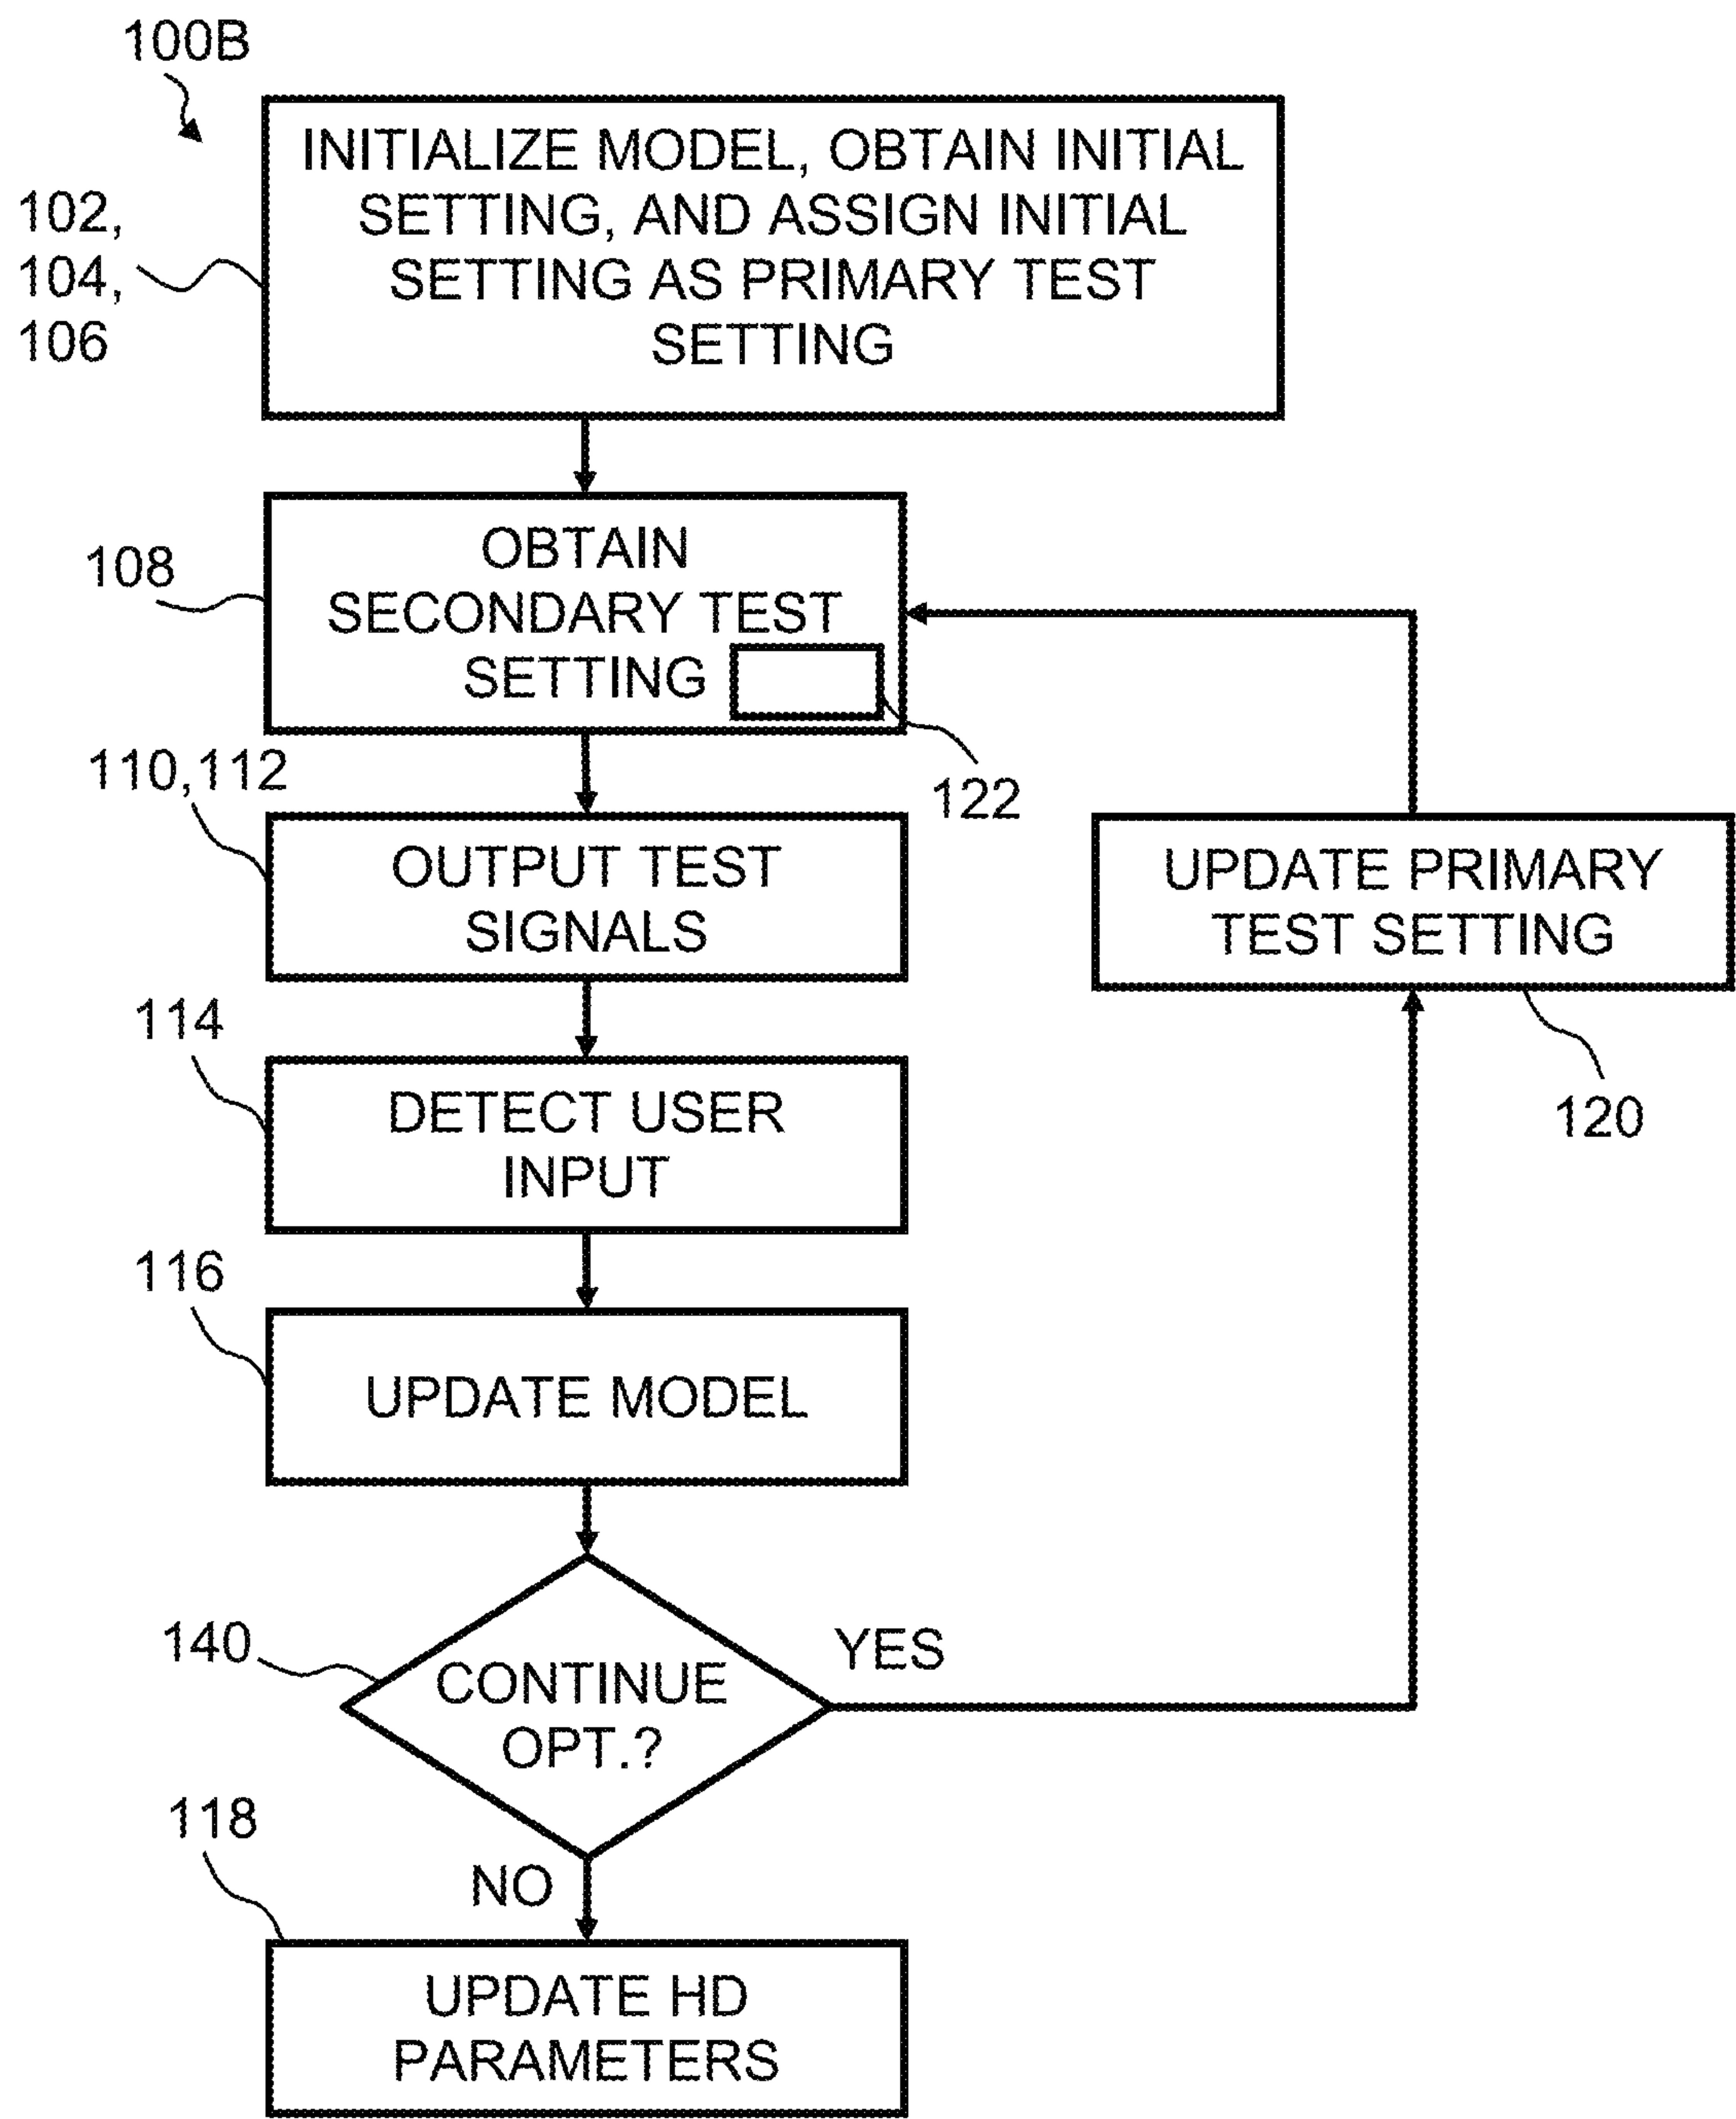 100B
INITIALIZE MODEL, OBTAIN INITIAL
SETTING, AND ASSIGN INITIAL
SETTING AS PRIMARY TEST
SETTING
102,
104,
106
OBTAIN
SECONDARY TEST
SETTING
108
122
110,112
OUTPUT TEST
SIGNALS
UPDATE PRIMARY
TEST SETTING
120
114
DETECT USER
INPUT
116
UPDATE MODEL
140
CONTINUE
OPT.?
YES
NO
118
UPDATE HD
PARAMETERS